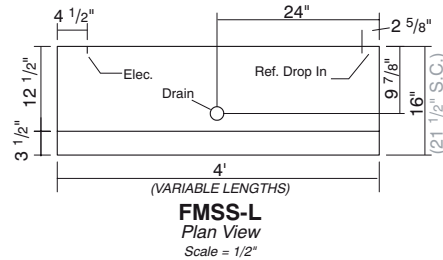 4 1/2"
24"
2 5/8"
Elec.
Ref. Drop In
Drain
12 1/2"
3 1/2"
9 7/8"
16"
(21 1/2" S.C.)
4'
(VARIABLE LENGTHS)
FMSS-L
Plan View
Scale = 1/2"